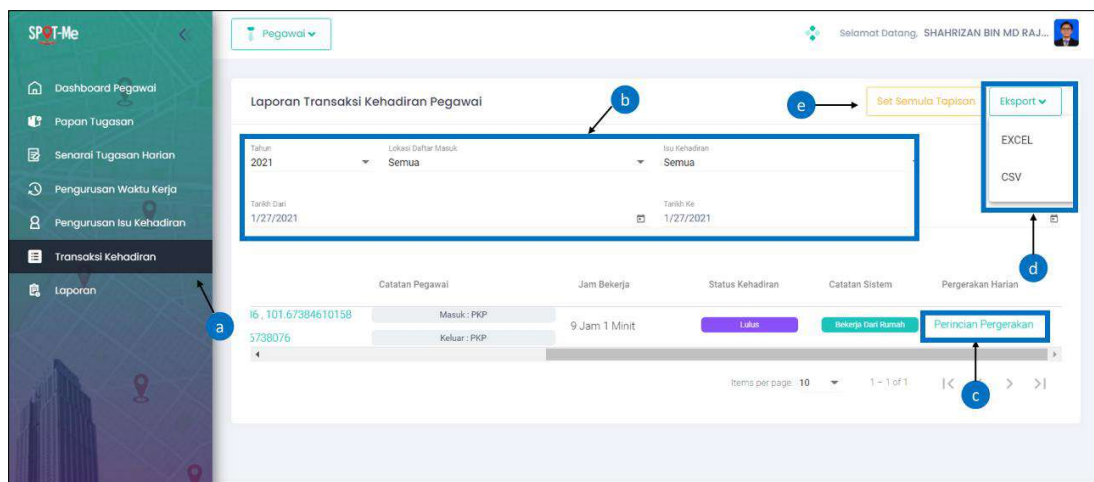 SPOT-Me
Pegawai
Selamat Datang, SHAHRIZAN BIN MD RAJ...
Dashboard Pegawai
Papan Tugasan
Senarai Tugasan Harian
Pengurusan Waktu Kerja
Pengurusan Isu Kehadiran
Transaksi Kehadiran
Laporan
a
Laporan Transaksi Kehadiran Pegawai
b
e
Set Semula Tapisan
Eksport
EXCEL
CSV
d
Tahun
2021
Lokasi Daftar Masuk
Semua
Isu Kehadiran
Semua
Tarikh Dari
1/27/2021
Tarikh Ke
1/27/2021
Catatan Pegawai
Jam Bekerja
Status Kehadiran
Catatan Sistem
Pergerakan Harian
, 101.67384610158
5738076
Masuk : PKP
Keluar : PKP
9 Jam 1 Minit
Lulus
Bekerja Dari Rumah
Perincian Pergerakan
c
Items per page: 10
1 – 1 of 1